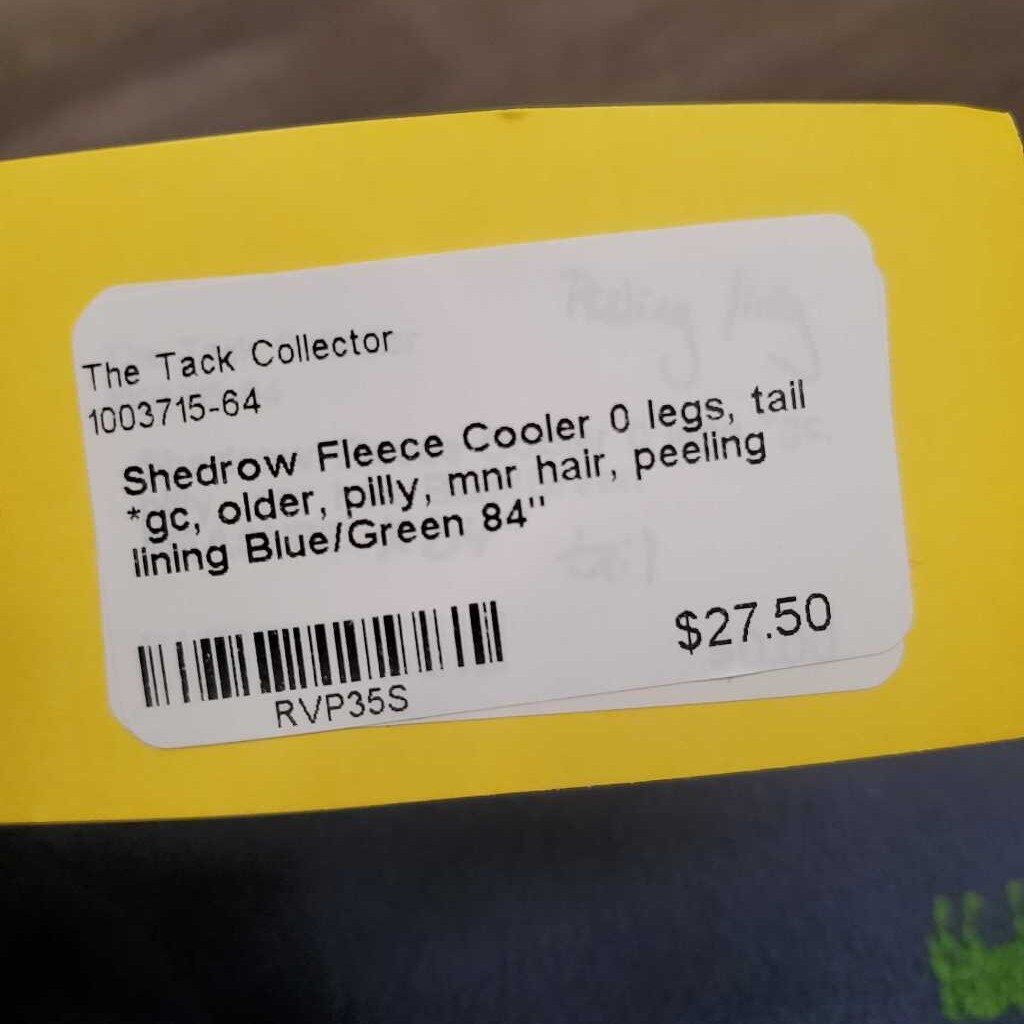 The Tack Collector
1003715-64
Shedrow Fleece Cooler 0 legs, tail
*gc, older, pilly, mnr hair, peeling
lining Blue/Green 84"
$27.50
RVP35S